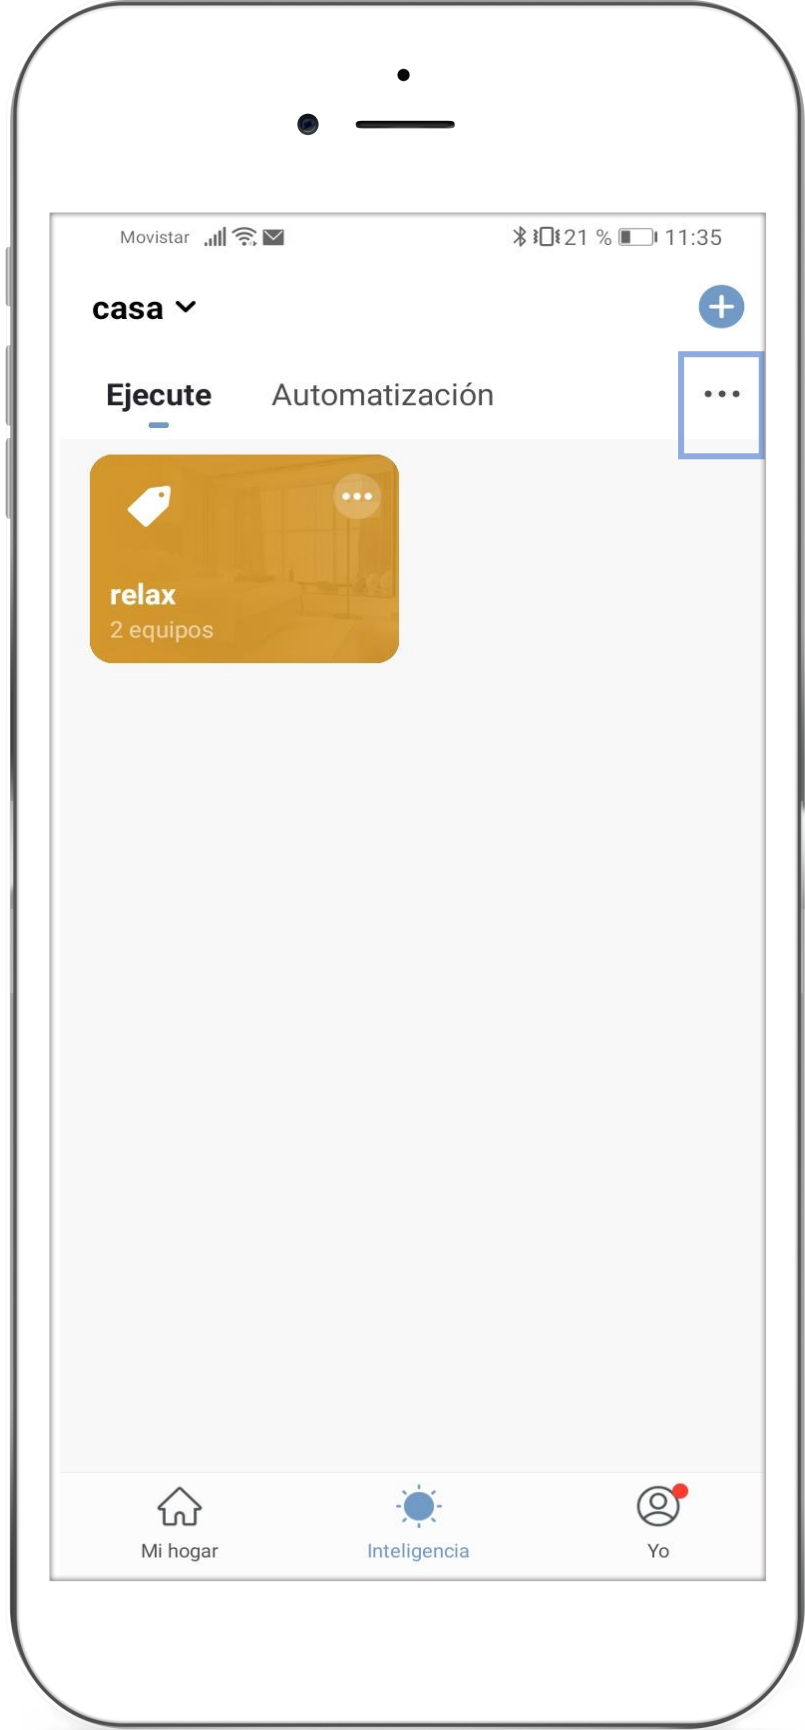 Movistar 21 % 11:35
casa
Ejecute Automatización
relax
2 equipos
Mi hogar Inteligencia Yo